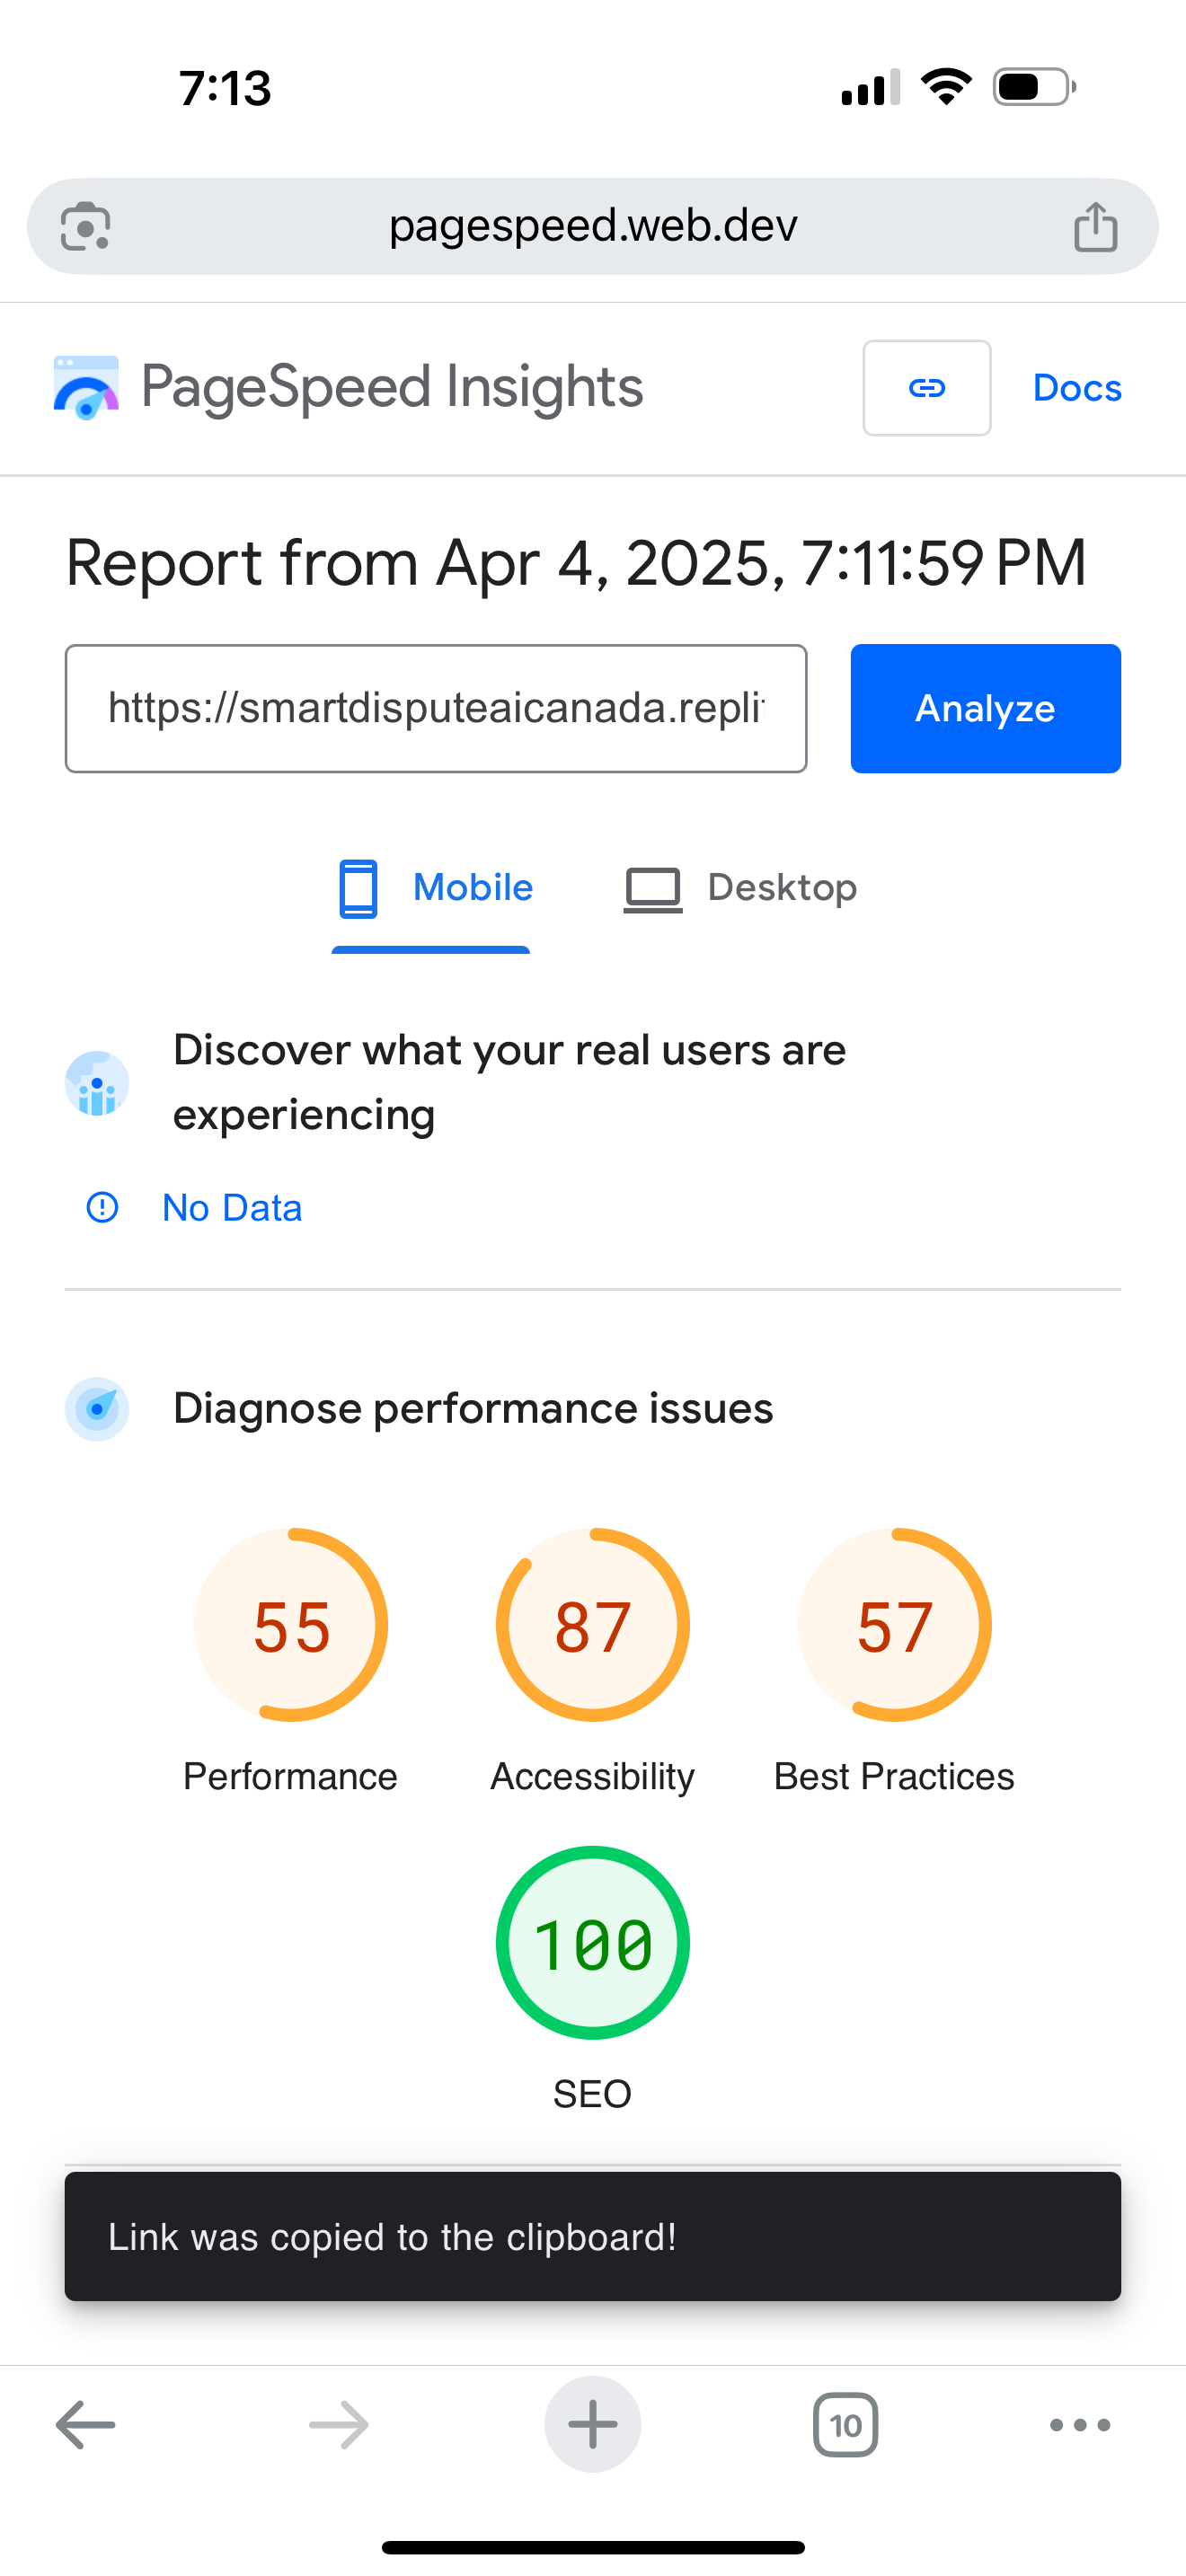 7:13
pagespeed.web.dev
PageSpeed Insights
Docs
Report from Apr 4, 2025, 7:11:59 PM
https://smartdisputeaicanada.repli
Analyze
Mobile
Desktop
Discover what your real users are
experiencing
No Data
Diagnose performance issues
55
87
57
Performance
Accessibility
Best Practices
100
SEO
Link was copied to the clipboard!
10